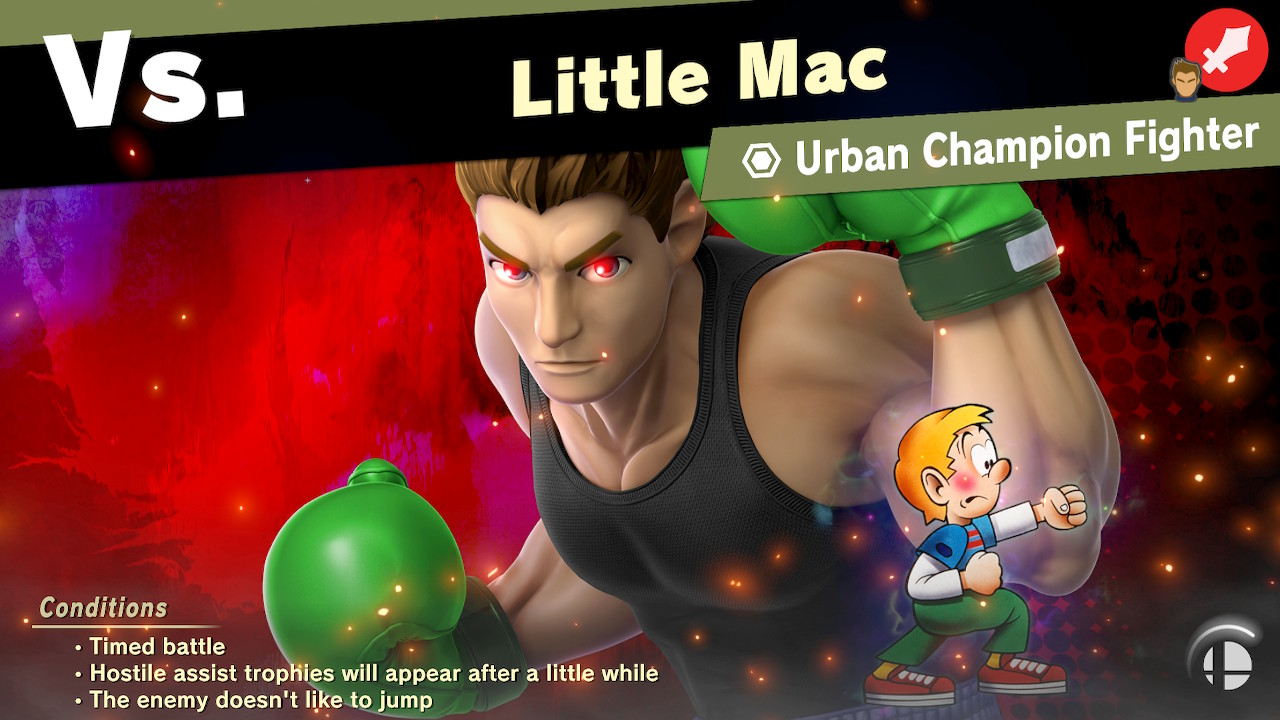 Vs.
Little Mac
Urban Champion Fighter
Conditions
• Timed battle
• Hostile assist trophies will appear after a little while
• The enemy doesn't like to jump